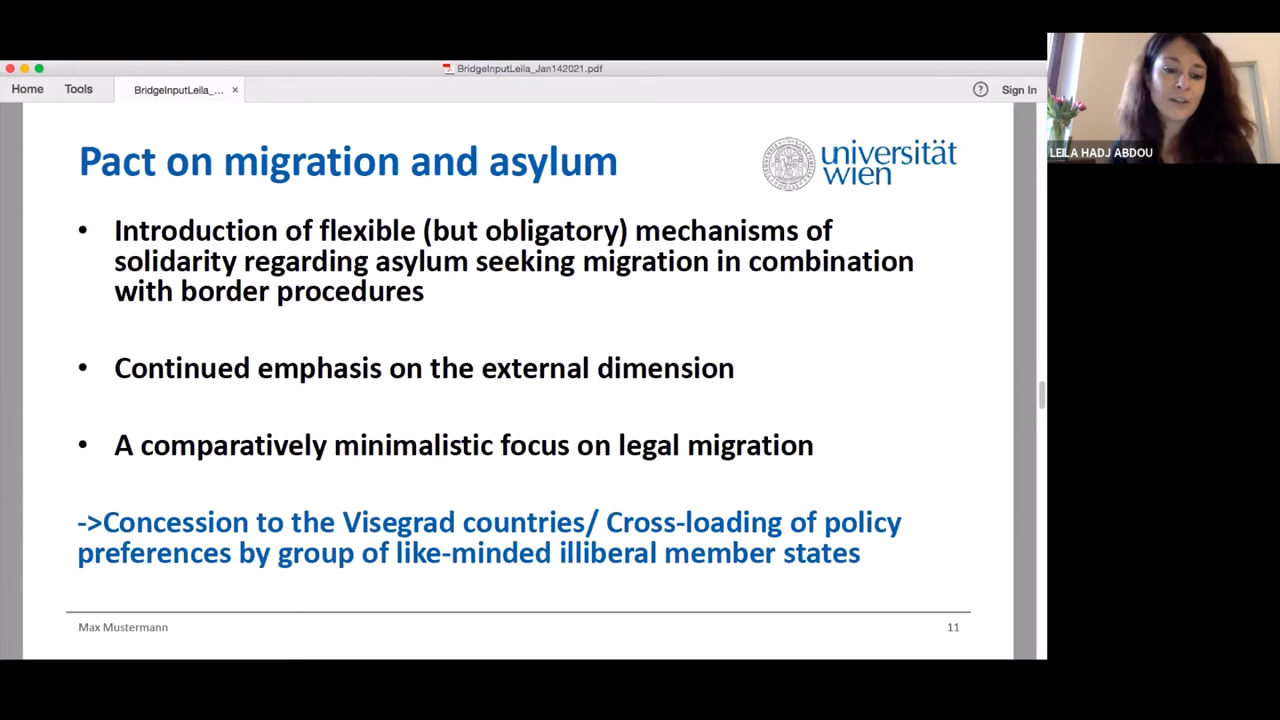 BridgeInputLeila_Jan142021.pdf
Home
Tools
BridgeInputLeila_...
×
?
Sign In
Pact on migration and asylum
universität
wien
LEILA HADJ ABDOU
• Introduction of flexible (but obligatory) mechanisms of
solidarity regarding asylum seeking migration in combination
with border procedures
• Continued emphasis on the external dimension
• A comparatively minimalistic focus on legal migration
->Concession to the Visegrad countries/ Cross-loading of policy
preferences by group of like-minded illiberal member states
Max Mustermann
11